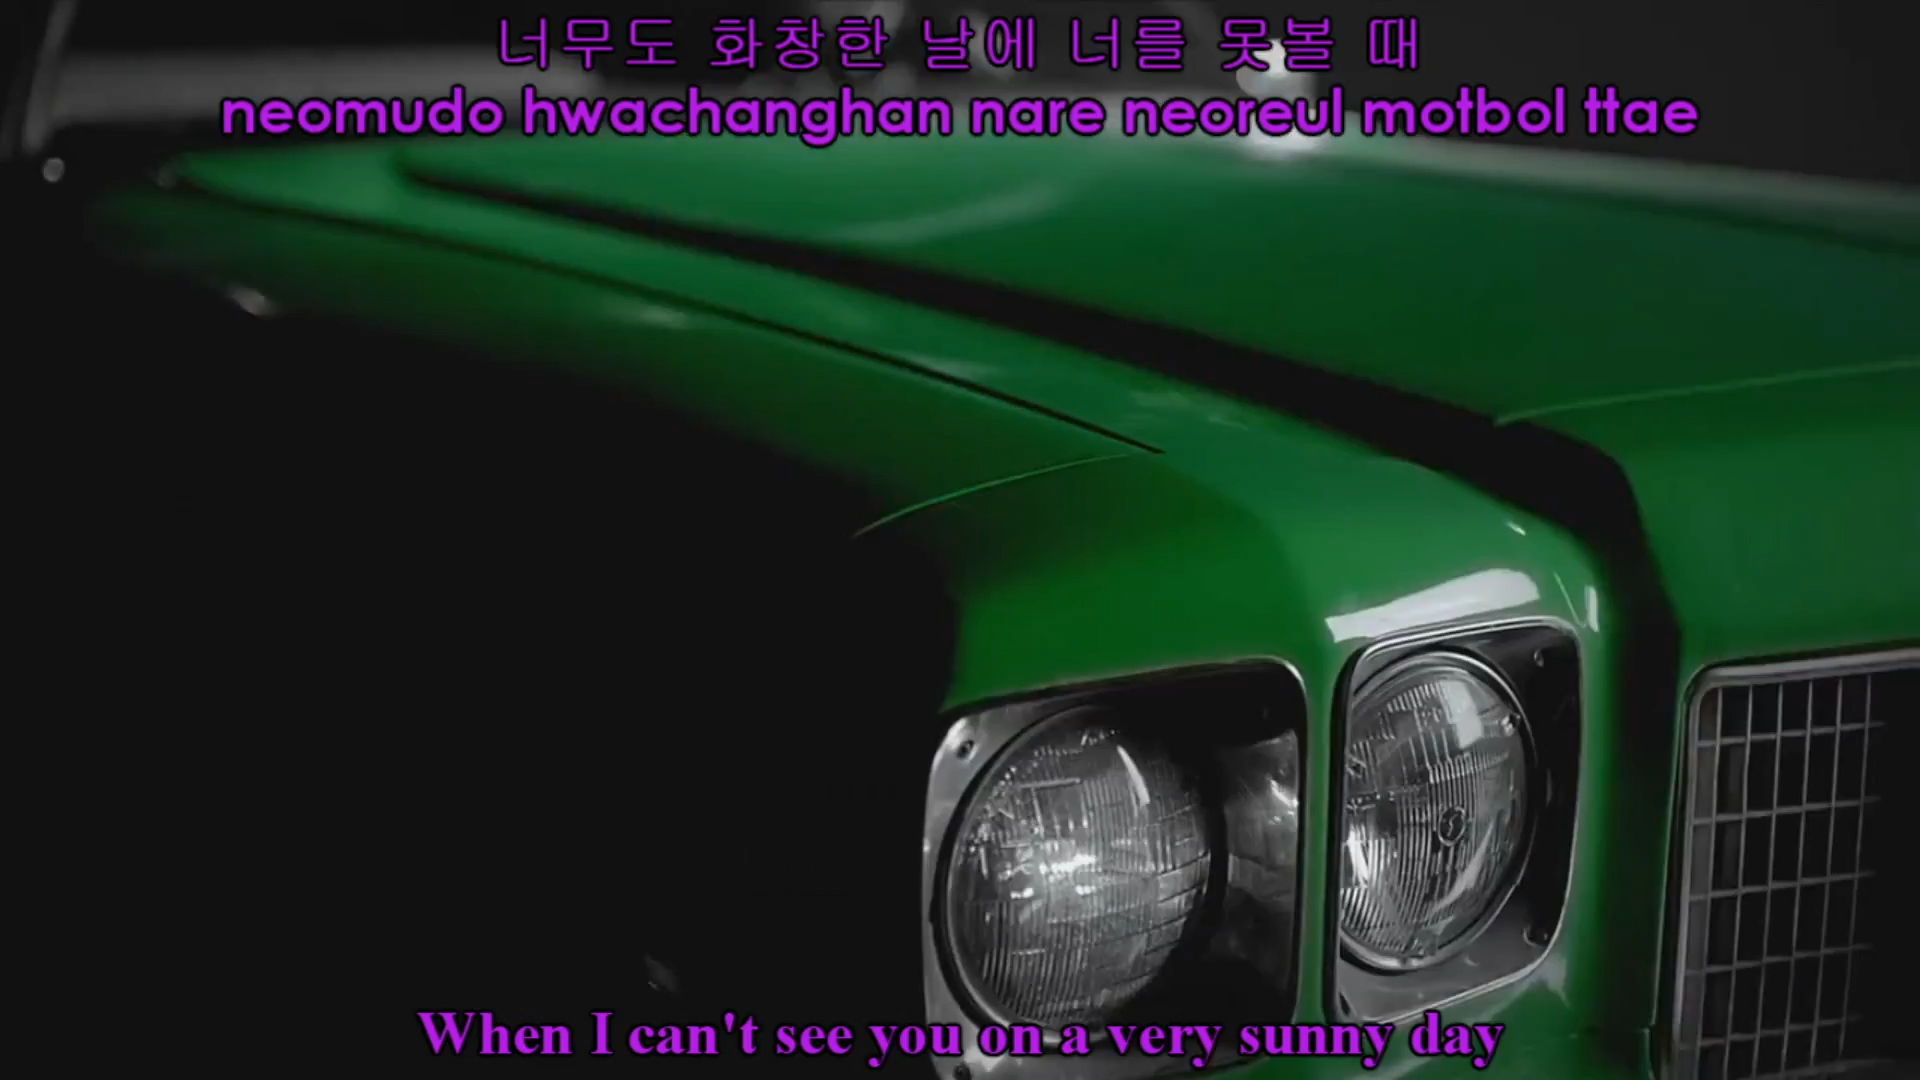 너무도 화창한 날에 너를 못볼 때
neomudo hwachanghan nare neoreul motbol ttae
When I can't see you on a very sunny day